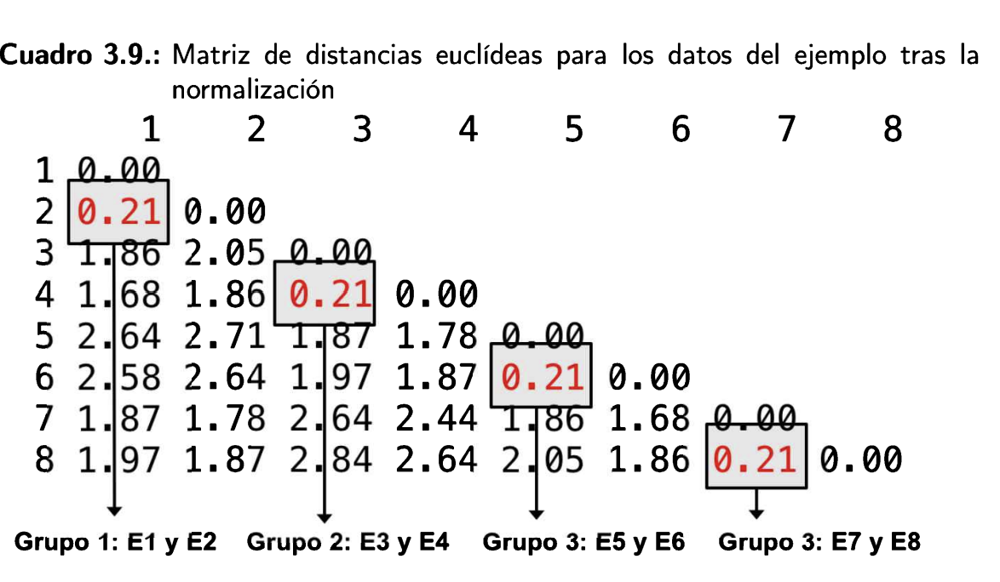 Cuadro 3.9.: Matriz de distancias euclídeas para los datos del ejemplo tras la
normalización
1 2 3 4 5 6 7 8
1 0.00
2 0.21 0.00
3 1.86 2.05 0.00
4 1.68 1.86 0.21 0.00
5 2.64 2.71 1.87 1.78 0.00
6 2.58 2.64 1.97 1.87 0.21 0.00
7 1.87 1.78 2.64 2.44 1.86 1.68 0.00
8 1.97 1.87 2.84 2.64 2.05 1.86 0.21 0.00
Grupo 1: E1 y E2 Grupo 2: E3 y E4 Grupo 3: E5 y E6 Grupo 3: E7 y E8